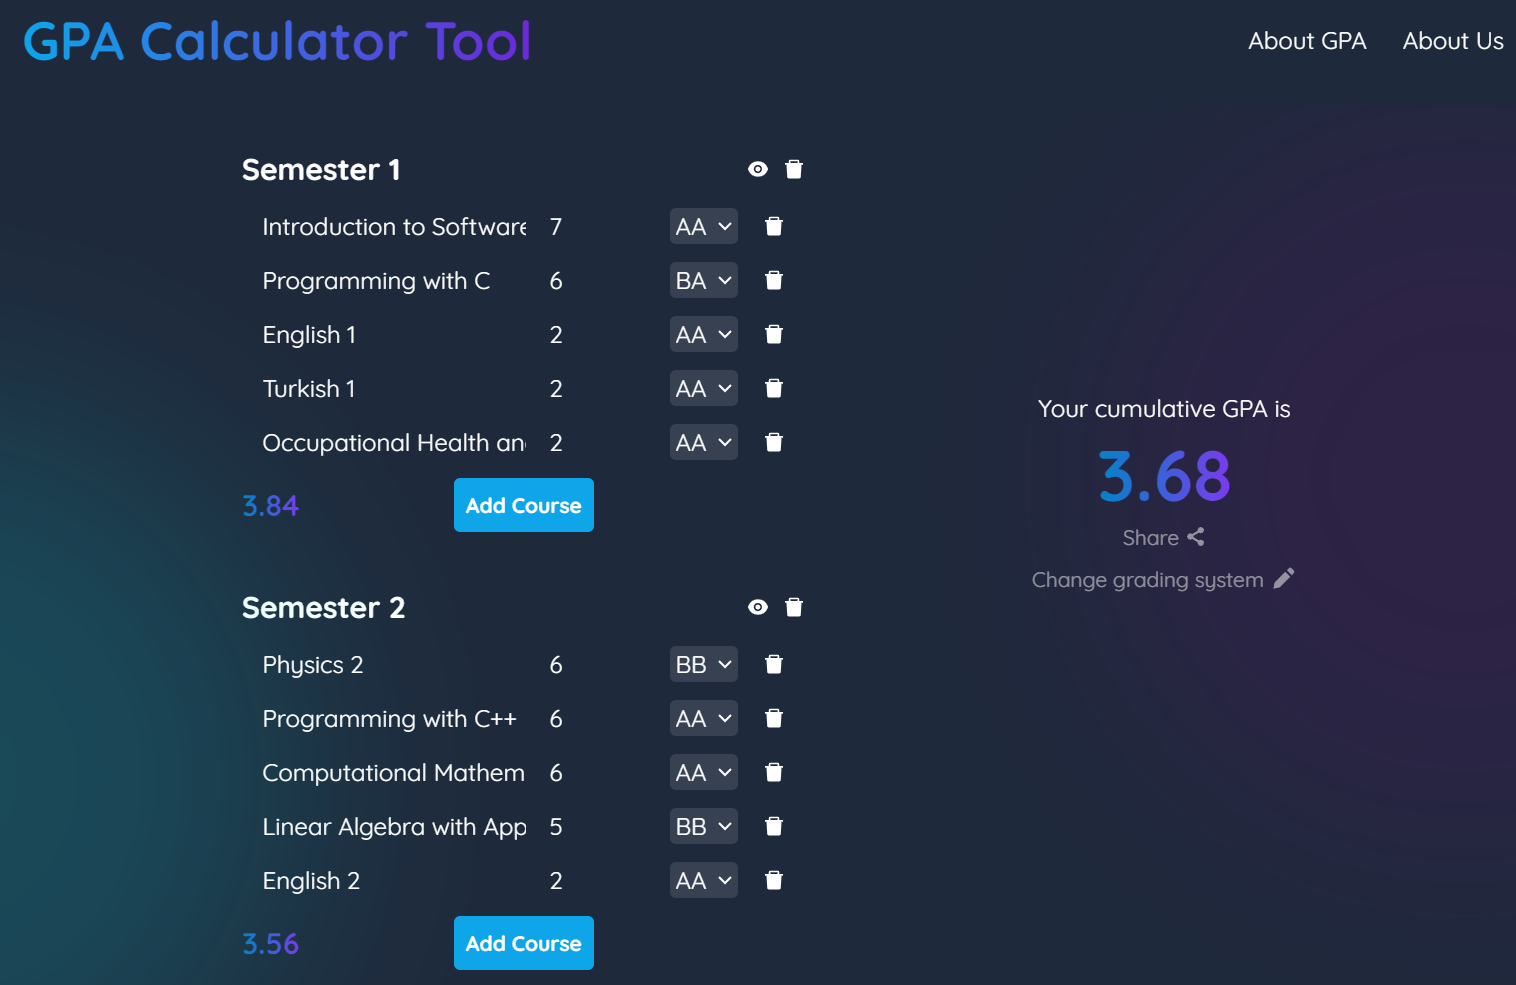 GPA Calculator Tool
About GPA
About Us
Semester 1
Introduction to Software 7 AA
Programming with C 6 BA
English 1 2 AA
Turkish 1 2 AA
Occupational Health and 2 AA
3.84 Add Course
Semester 2
Physics 2 6 BB
Programming with C++ 6 AA
Computational Mathem 6 AA
Linear Algebra with App 5 BB
English 2 2 AA
3.56 Add Course
Your cumulative GPA is
3.68
Share
Change grading system